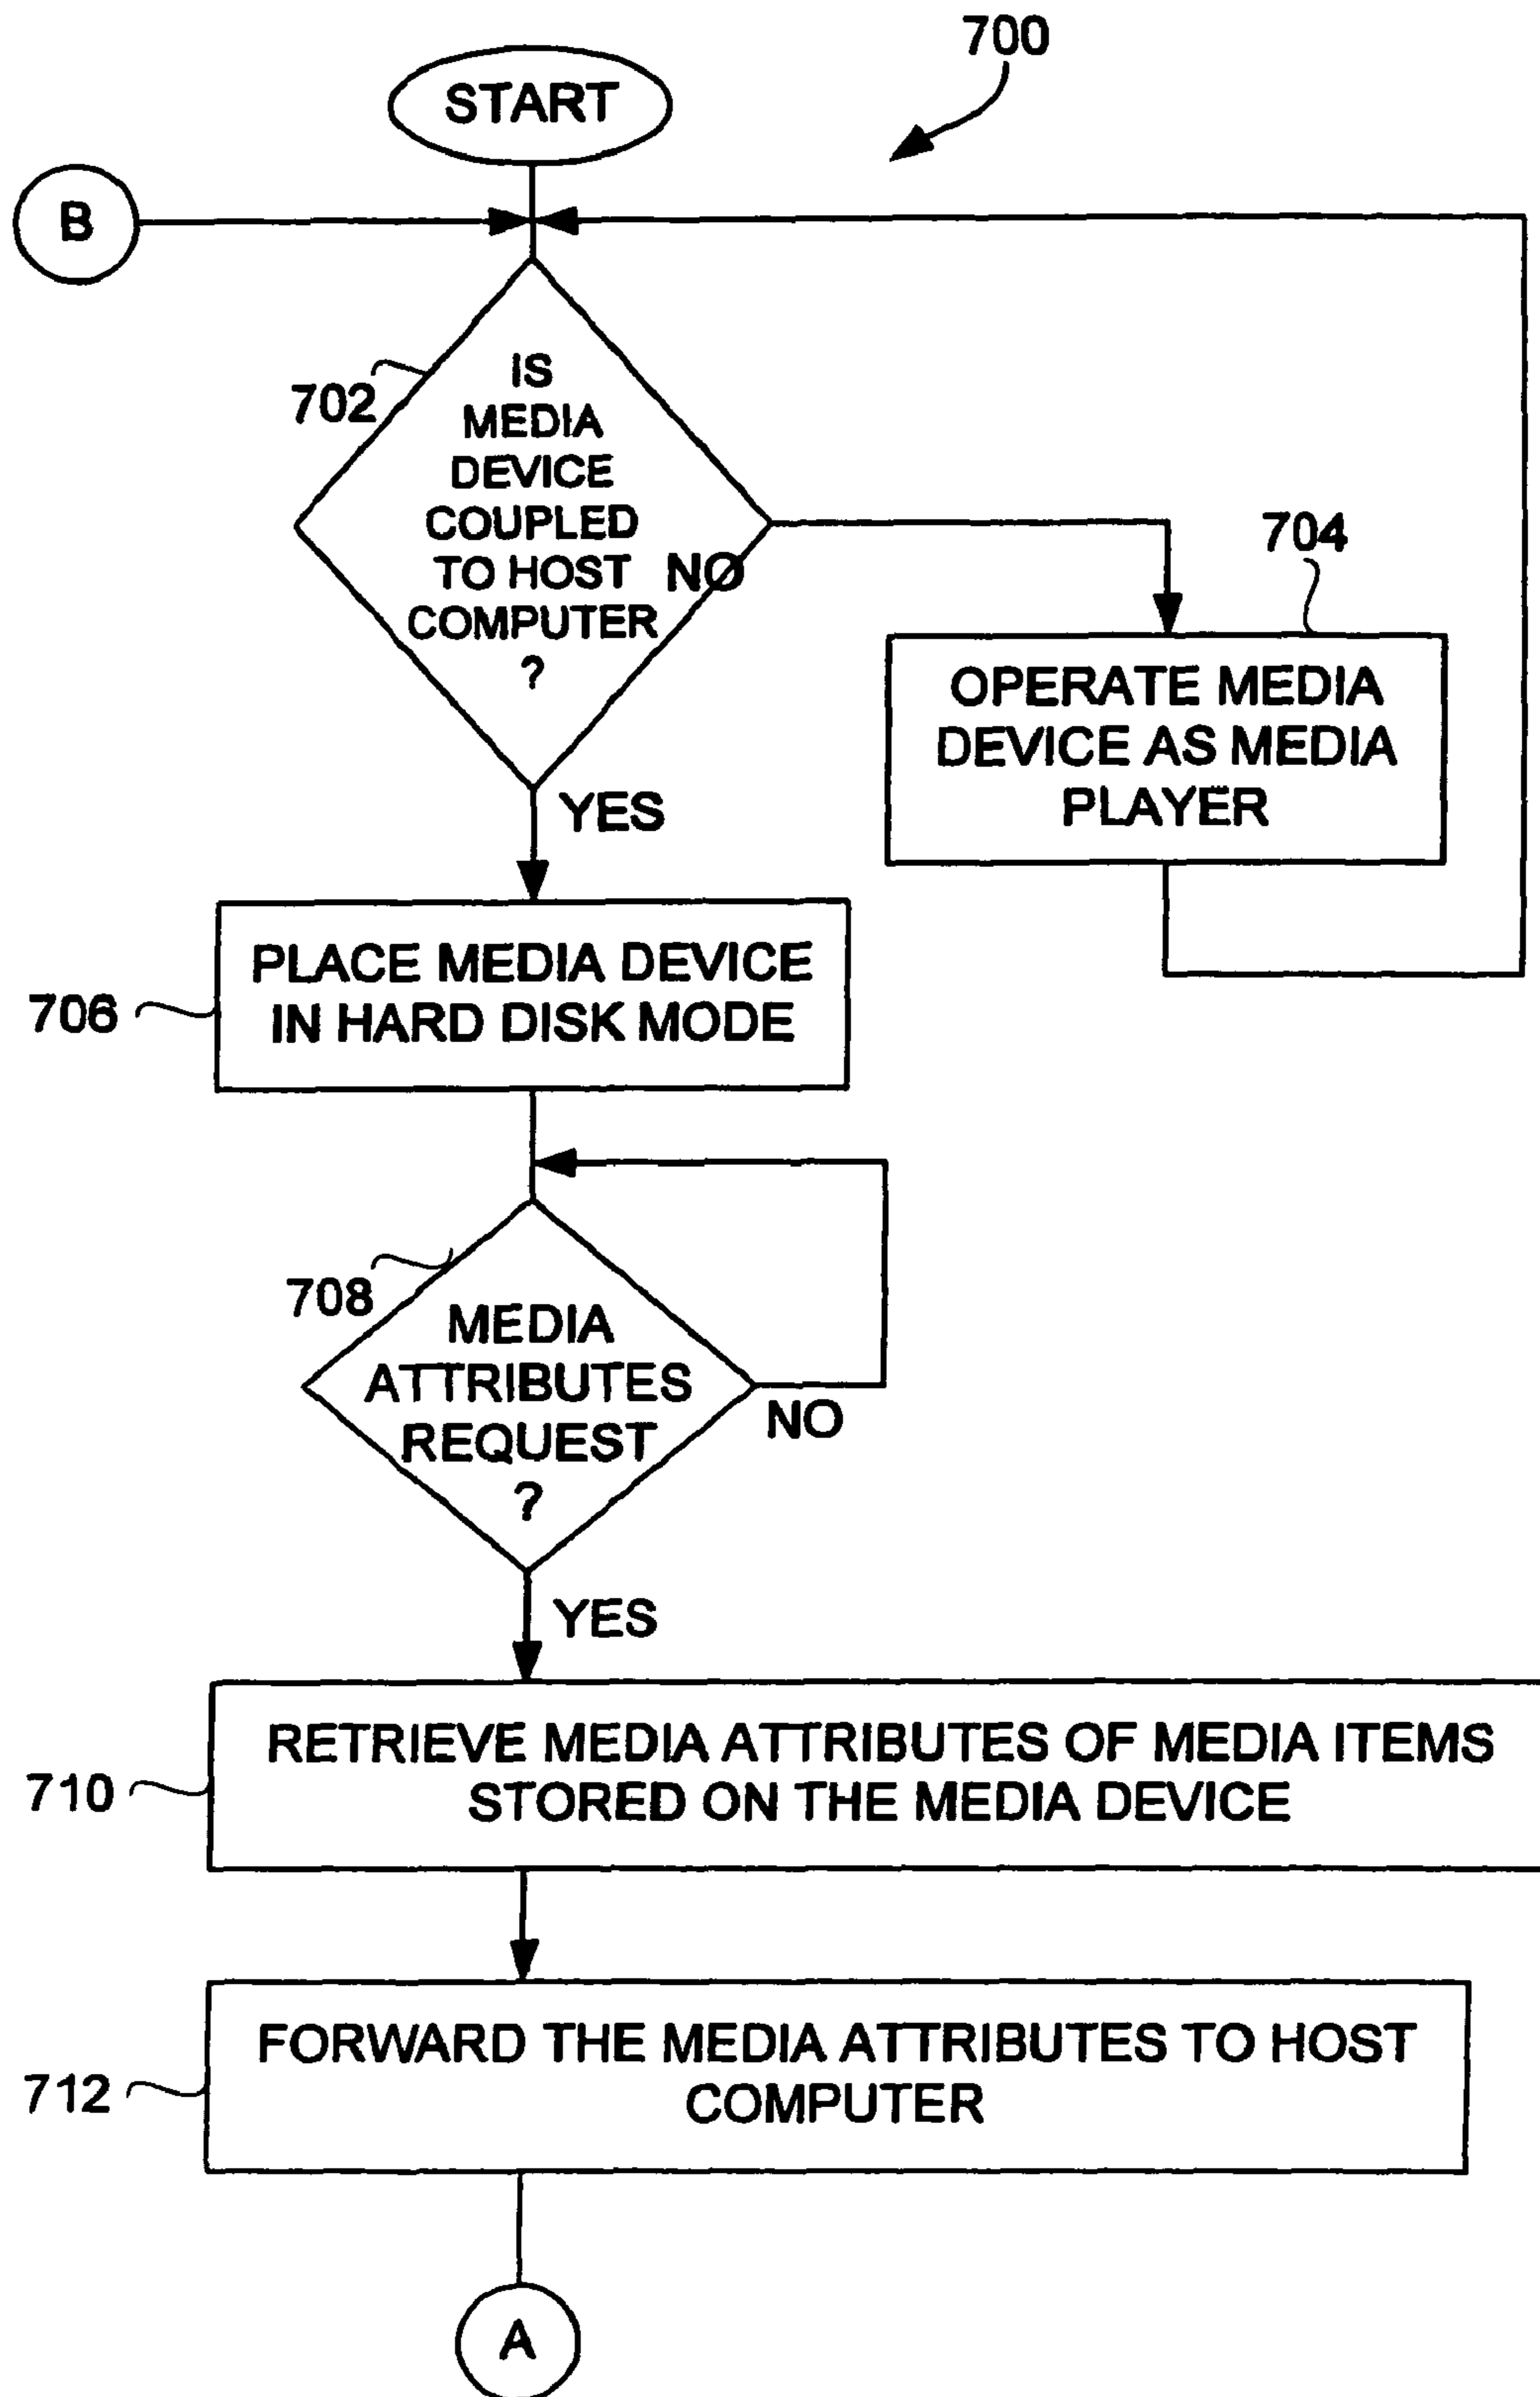 700
START
B
702
IS
MEDIA
DEVICE
COUPLED
TO HOST
COMPUTER
?
NO
704
OPERATE MEDIA
DEVICE AS MEDIA
PLAYER
YES
706
PLACE MEDIA DEVICE
IN HARD DISK MODE
708
MEDIA
ATTRIBUTES
REQUEST
?
NO
YES
710
RETRIEVE MEDIA ATTRIBUTES OF MEDIA ITEMS
STORED ON THE MEDIA DEVICE
712
FORWARD THE MEDIA ATTRIBUTES TO HOST
COMPUTER
A